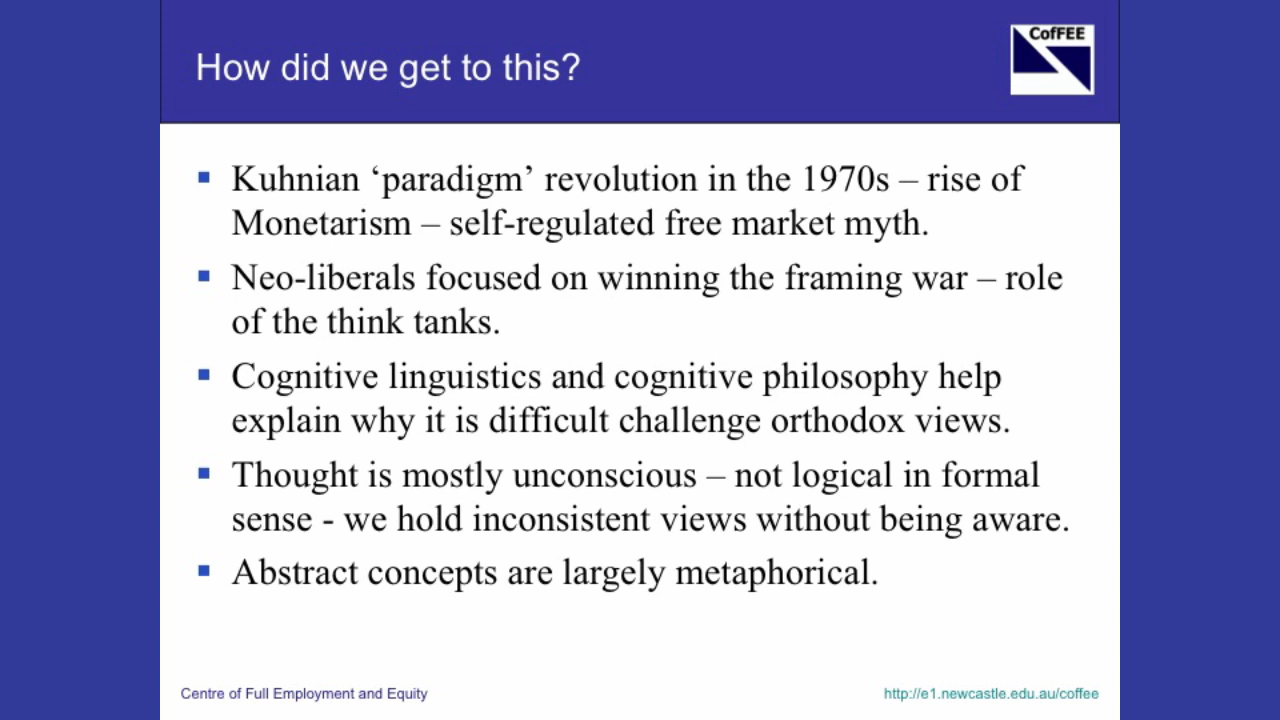 How did we get to this?
CofFEE
Kuhnian ‘paradigm’ revolution in the 1970s – rise of
Monetarism – self-regulated free market myth.
Neo-liberals focused on winning the framing war – role
of the think tanks.
Cognitive linguistics and cognitive philosophy help
explain why it is difficult challenge orthodox views.
Thought is mostly unconscious – not logical in formal
sense - we hold inconsistent views without being aware.
Abstract concepts are largely metaphorical.
Centre of Full Employment and Equity
http://e1.newcastle.edu.au/coffee